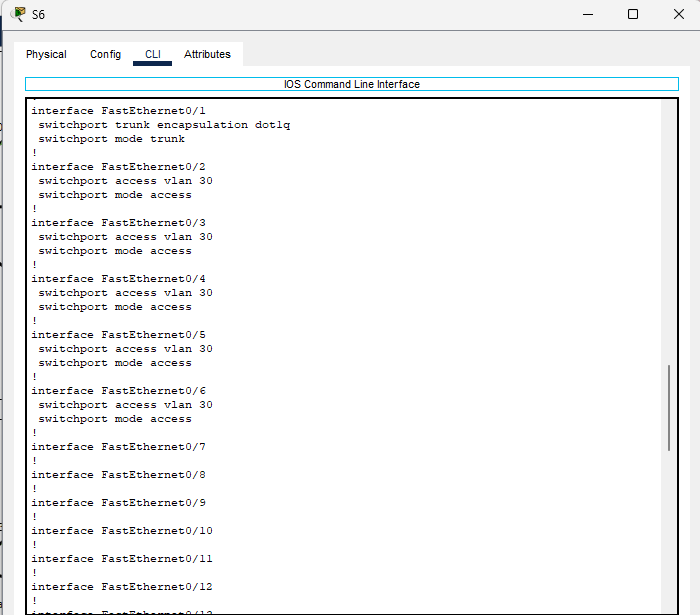 S6
Physical Config CLI Attributes
IOS Command Line Interface
!
interface FastEthernet0/1
switchport trunk encapsulation dot1q
switchport mode trunk
!
interface FastEthernet0/2
switchport access vlan 30
switchport mode access
!
interface FastEthernet0/3
switchport access vlan 30
switchport mode access
!
interface FastEthernet0/4
switchport access vlan 30
switchport mode access
!
interface FastEthernet0/5
switchport access vlan 30
switchport mode access
!
interface FastEthernet0/6
switchport access vlan 30
switchport mode access
!
interface FastEthernet0/7
!
interface FastEthernet0/8
!
interface FastEthernet0/9
!
interface FastEthernet0/10
!
interface FastEthernet0/11
!
interface FastEthernet0/12
!
interface FastEthernet0/13